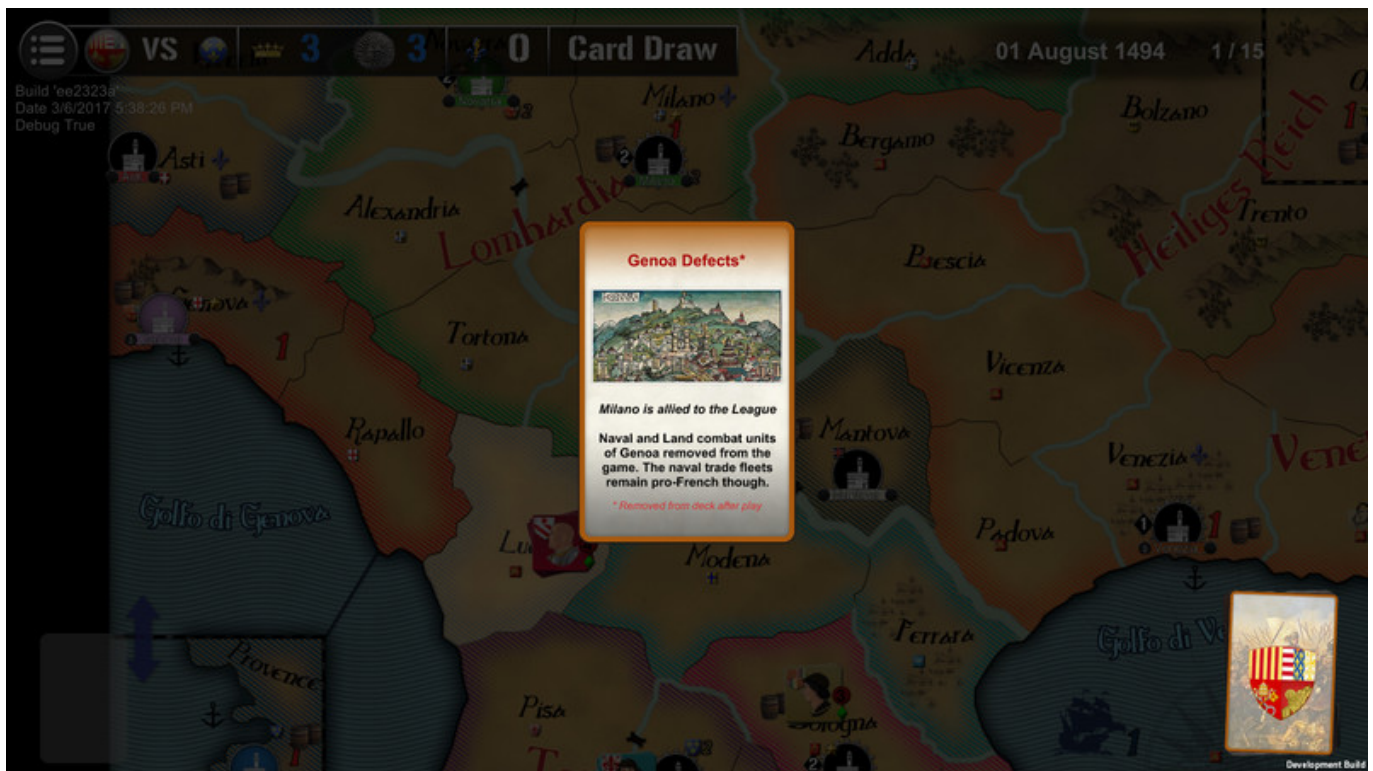 VS 3 3 0 Card Draw 01 August 1494 1 / 15
Build 'ee2323a'
Date 3/6/2017 5:38:26 PM
Debug True
Adda
Milano
Bolzano
Bergamo
Asti
Heiliges Reich
Alexandria
Lombardia
Trento
Brescia
Genova
Tortona
Vicenza
Rapallo
Mantova
Venezia
Golfo di Genova
Padova
Modena
Ferrara
Provence
Pisa
Bologna
Genoa Defects*
Milano is allied to the League
Naval and Land combat units
of Genoa removed from the
game. The naval trade fleets
remain pro-French though.
* Removed from deck after play
Development Build